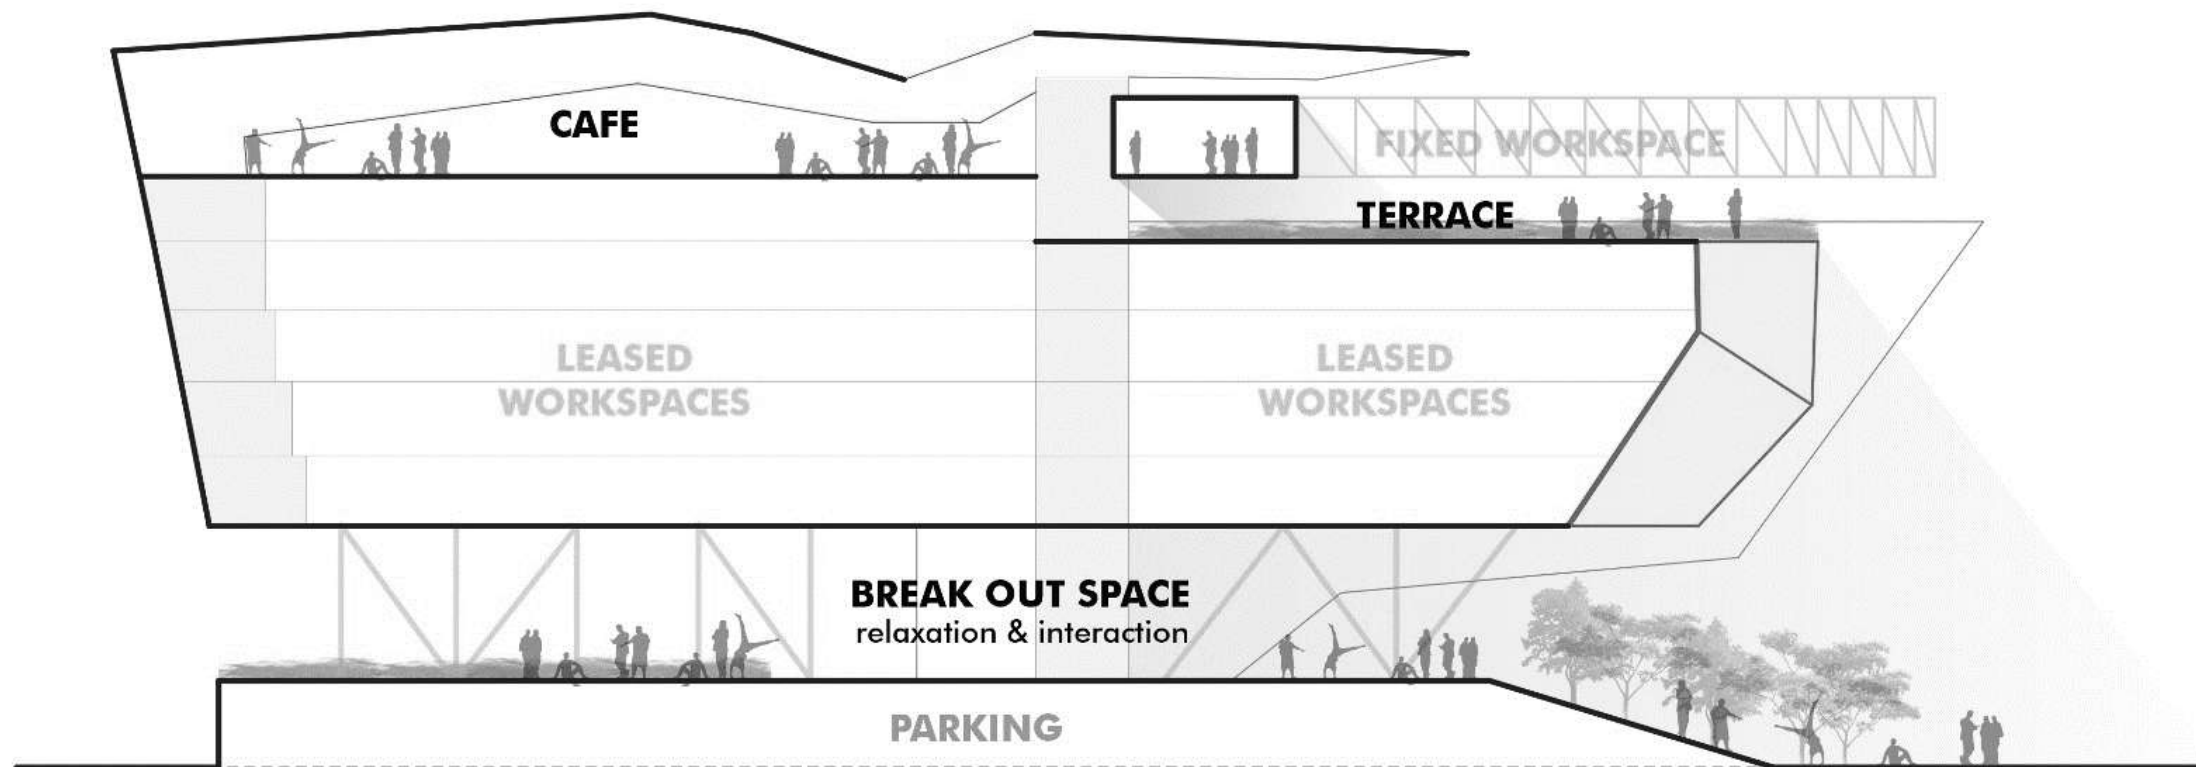 CAFE
FIXED WORKSPACE
TERRACE
LEASED
WORKSPACES
LEASED
WORKSPACES
BREAK OUT SPACE
relaxation & interaction
PARKING